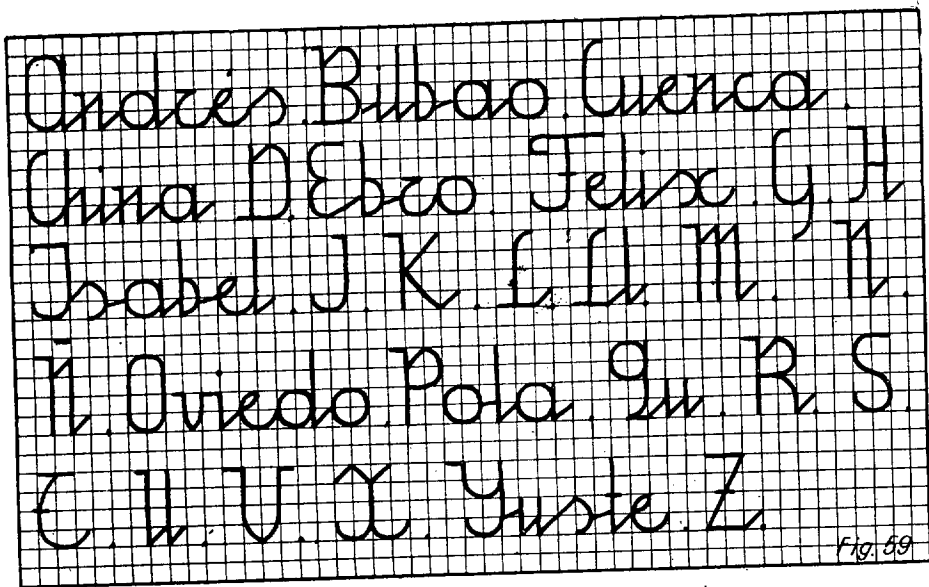 Andrés. Bilbao. Cuenca.
China D. Ebro. Felix. G. H
Isabel. J. K. L. Ll. M. N.
Ñ. Oviedo. Pola. Qu. R. S.
T. U. V. X. Yuste. Z.
Fig. 59